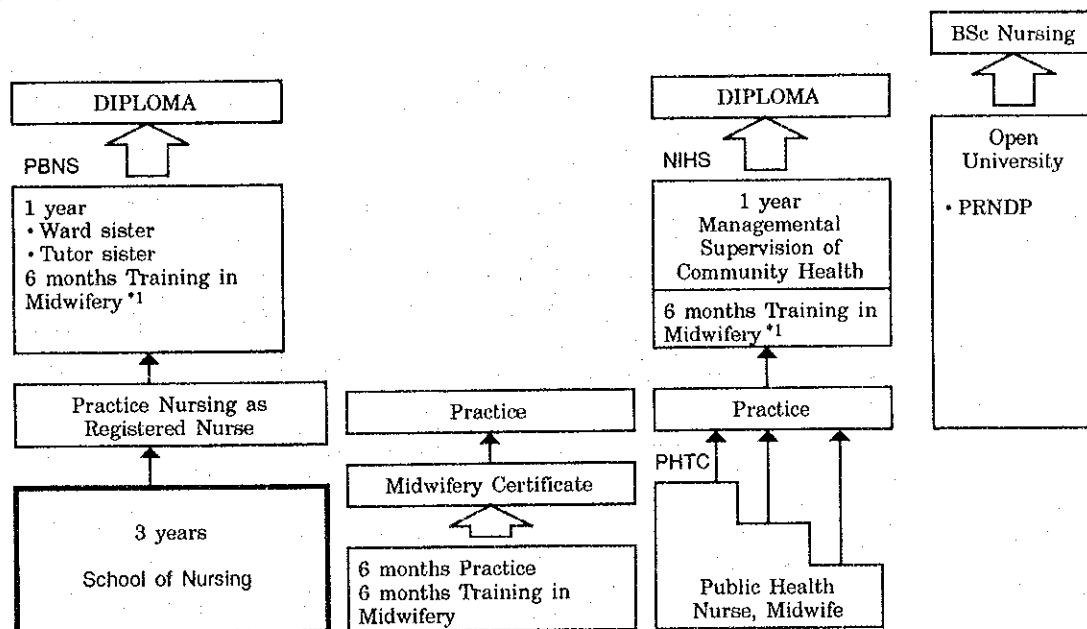 DIPLOMA
PBNS
1 year
• Ward sister
• Tutor sister
6 months Training in
Midwifery *1
Practice Nursing as
Registered Nurse
3 years
School of Nursing
Practice
Midwifery Certificate
6 months Practice
6 months Training in
Midwifery
DIPLOMA
NIHS
1 year
Managemental
Supervision of
Community Health
6 months Training in
Midwifery *1
Practice
PHTC
Public Health
Nurse, Midwife
BSc Nursing
Open
University
• PRNDP